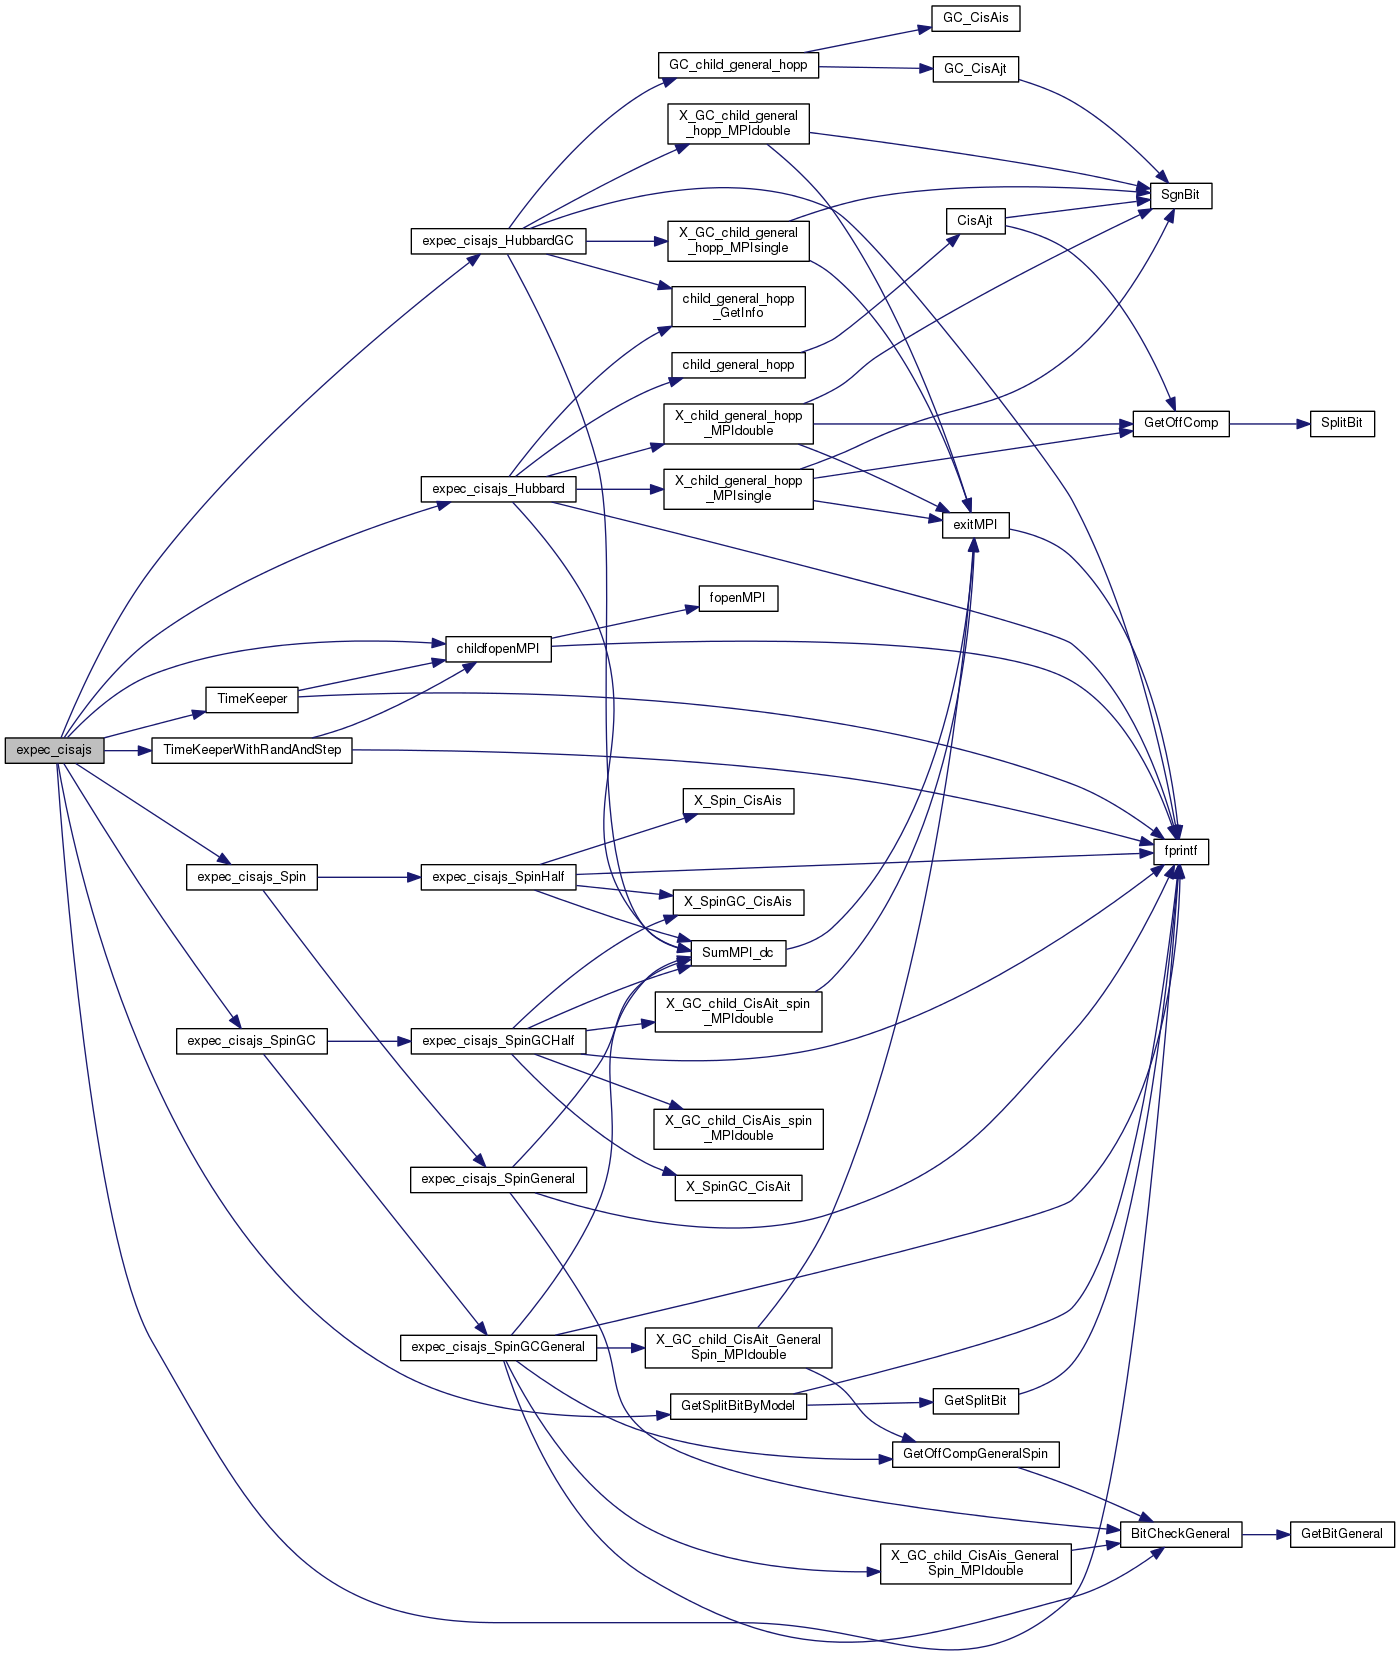 GC_CisAis
GC_child_general_hopp
GC_CisAjt
X_GC_child_general
_hopp_MPIdouble
SgnBit
CisAjt
expec_cisajs_HubbardGC
X_GC_child_general
_hopp_MPIsingle
child_general_hopp
_GetInfo
child_general_hopp
X_child_general_hopp
_MPIdouble
GetOffComp
SplitBit
expec_cisajs_Hubbard
X_child_general_hopp
_MPIsingle
exitMPI
fopenMPI
childfopenMPI
TimeKeeper
expec_cisajs
TimeKeeperWithRandAndStep
X_Spin_CisAis
fprintf
expec_cisajs_Spin
expec_cisajs_SpinHalf
X_SpinGC_CisAis
SumMPI_dc
X_GC_child_CisAit_spin
_MPIdouble
expec_cisajs_SpinGC
expec_cisajs_SpinGCHalf
X_GC_child_CisAis_spin
_MPIdouble
expec_cisajs_SpinGeneral
X_SpinGC_CisAit
expec_cisajs_SpinGCGeneral
X_GC_child_CisAit_General
Spin_MPIdouble
GetSplitBitByModel
GetSplitBit
GetOffCompGeneralSpin
BitCheckGeneral
GetBitGeneral
X_GC_child_CisAis_General
Spin_MPIdouble